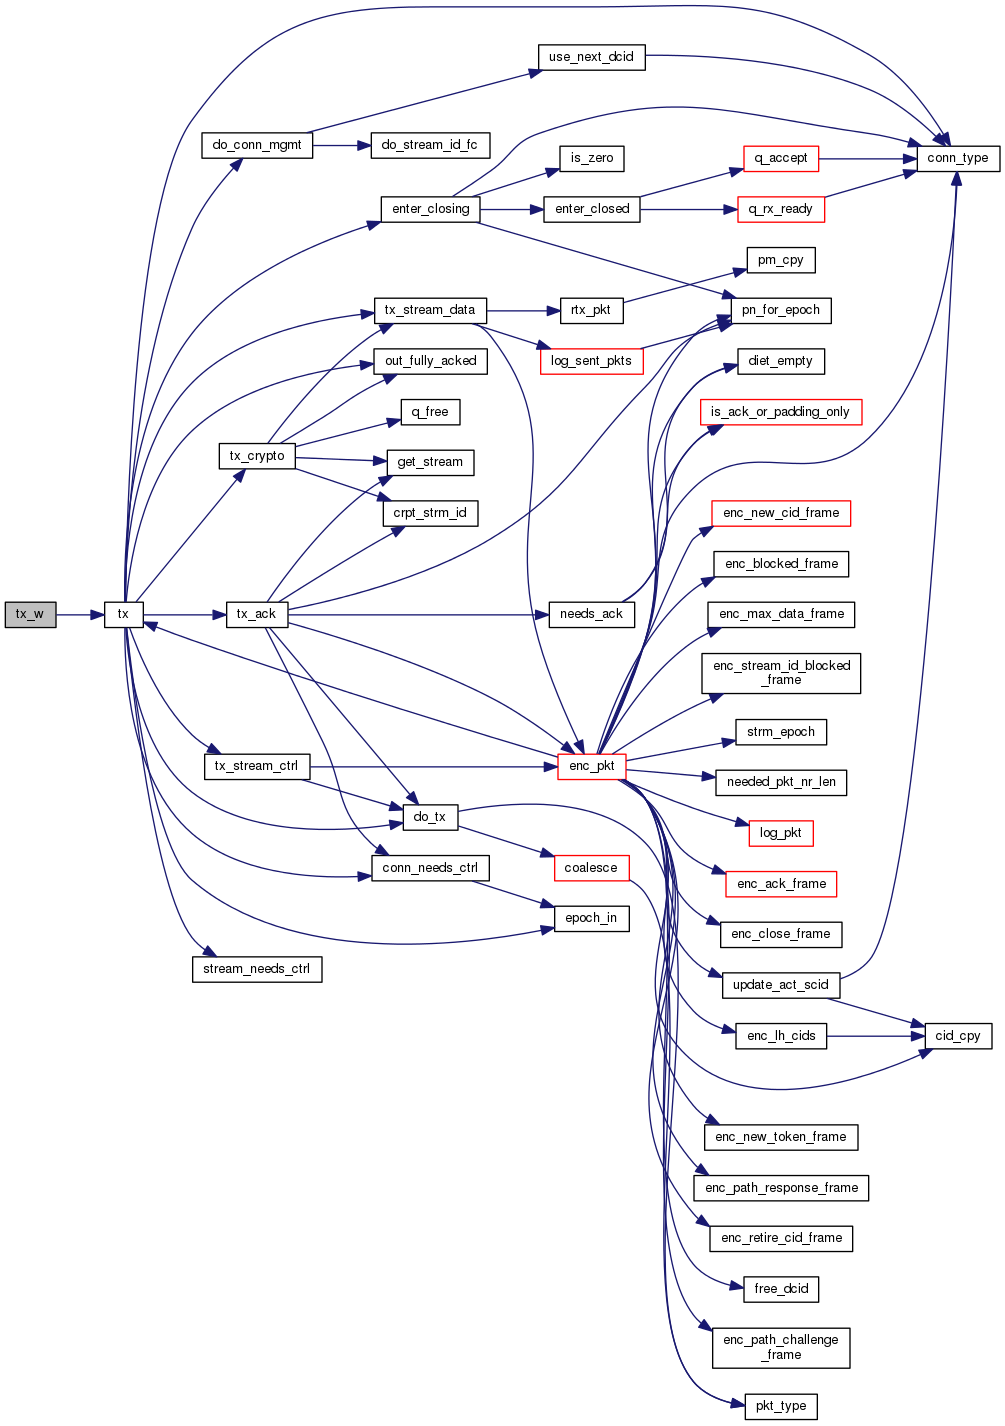 use_next_dcid
do_conn_mgmt
do_stream_id_fc
is_zero
q_accept
conn_type
enter_closing
enter_closed
q_rx_ready
pm_cpy
tx_stream_data
rtx_pkt
pn_for_epoch
out_fully_acked
log_sent_pkts
diet_empty
q_free
is_ack_or_padding_only
tx_crypto
get_stream
crpt_strm_id
enc_new_cid_frame
enc_blocked_frame
tx_w
tx
tx_ack
needs_ack
enc_max_data_frame
enc_stream_id_blocked
_frame
strm_epoch
tx_stream_ctrl
enc_pkt
needed_pkt_nr_len
do_tx
log_pkt
conn_needs_ctrl
coalesce
enc_ack_frame
epoch_in
enc_close_frame
stream_needs_ctrl
update_act_scid
enc_lh_cids
cid_cpy
enc_new_token_frame
enc_path_response_frame
enc_retire_cid_frame
free_dcid
enc_path_challenge
_frame
pkt_type